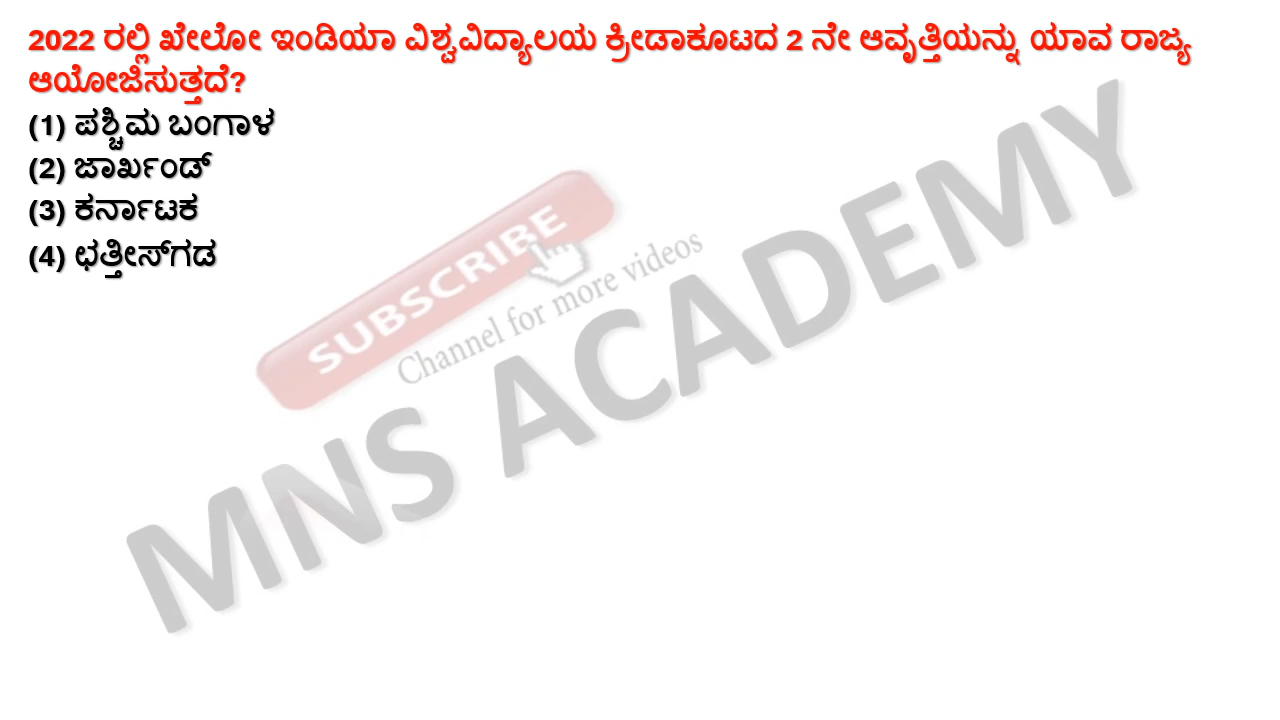 2022 ರಲ್ಲಿ ಖೇಲೋ ಇಂಡಿಯಾ ವಿಶ್ವವಿದ್ಯಾಲಯ ಕ್ರೀಡಾಕೂಟದ 2 ನೇ ಆವೃತ್ತಿಯನ್ನು ಯಾವ ರಾಜ್ಯ
ಆಯೋಜಿಸುತ್ತದೆ?
(1) ಪಶ್ಚಿಮ ಬಂಗಾಳ
(2) ಜಾರ್ಖಂಡ್
(3) ಕರ್ನಾಟಕ
(4) ಛತ್ತೀಸ್‌ಗಡ
SUBSCRIBE
Channel for more videos
MNS ACADEMY